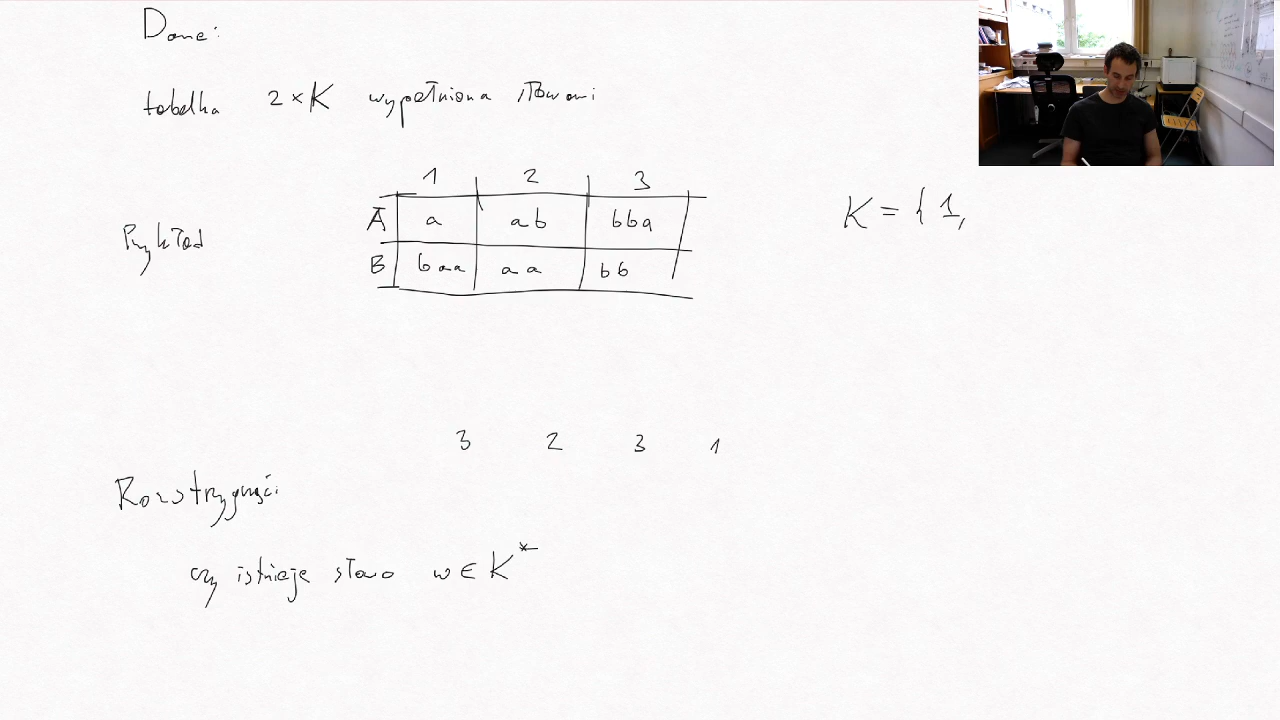 Dane:
tabelka 2 × K wypełniona słowami
1 2 3
Przykład A a ab bba K = { 1,
B baa aa bb
3 2 3 1
Rozstrzygnąć:
czy istnieje słowo w ∈ K*